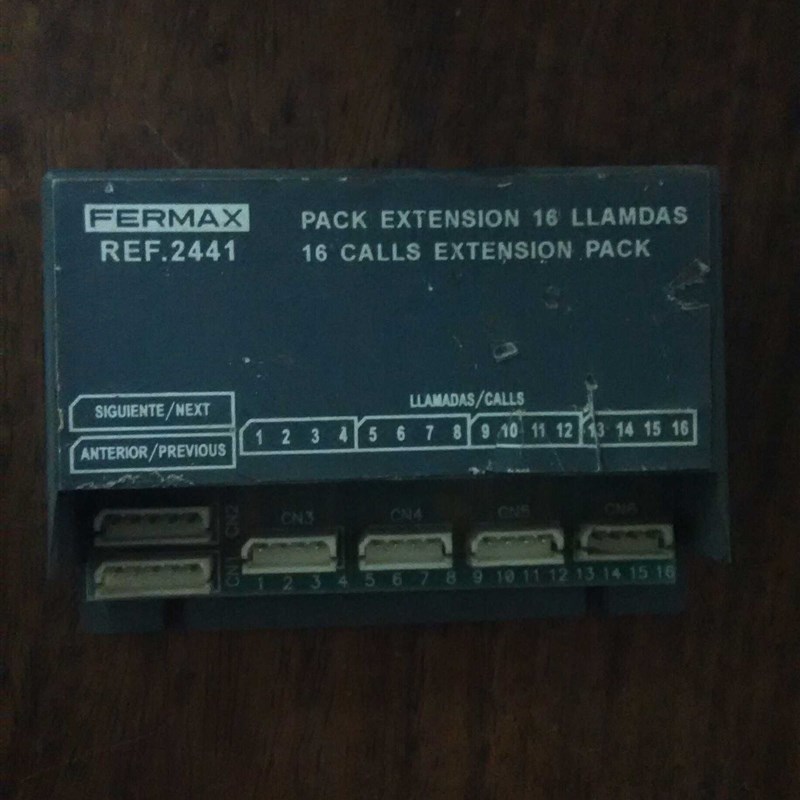 FERMAX
REF.2441
PACK EXTENSION 16 LLAMDAS
16 CALLS EXTENSION PACK
SIGUIENTE/NEXT
ANTERIOR/PREVIOUS
LLAMADAS/CALLS
1 2 3 4 5 6 7 8 9 10 11 12 13 14 15 16
CN2
CN3 CN4 CN5 CN6
CN1
1 2 3 4 5 6 7 8 9 10 11 12 13 14 15 16